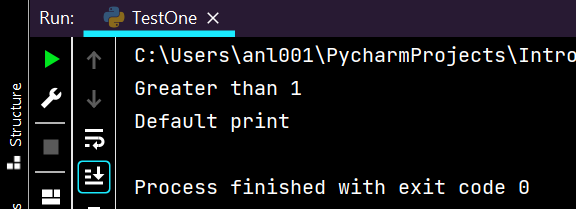 Run: TestOne
C:\Users\anl001\PycharmProjects\Intro
Greater than 1
Default print
Process finished with exit code 0
Structure